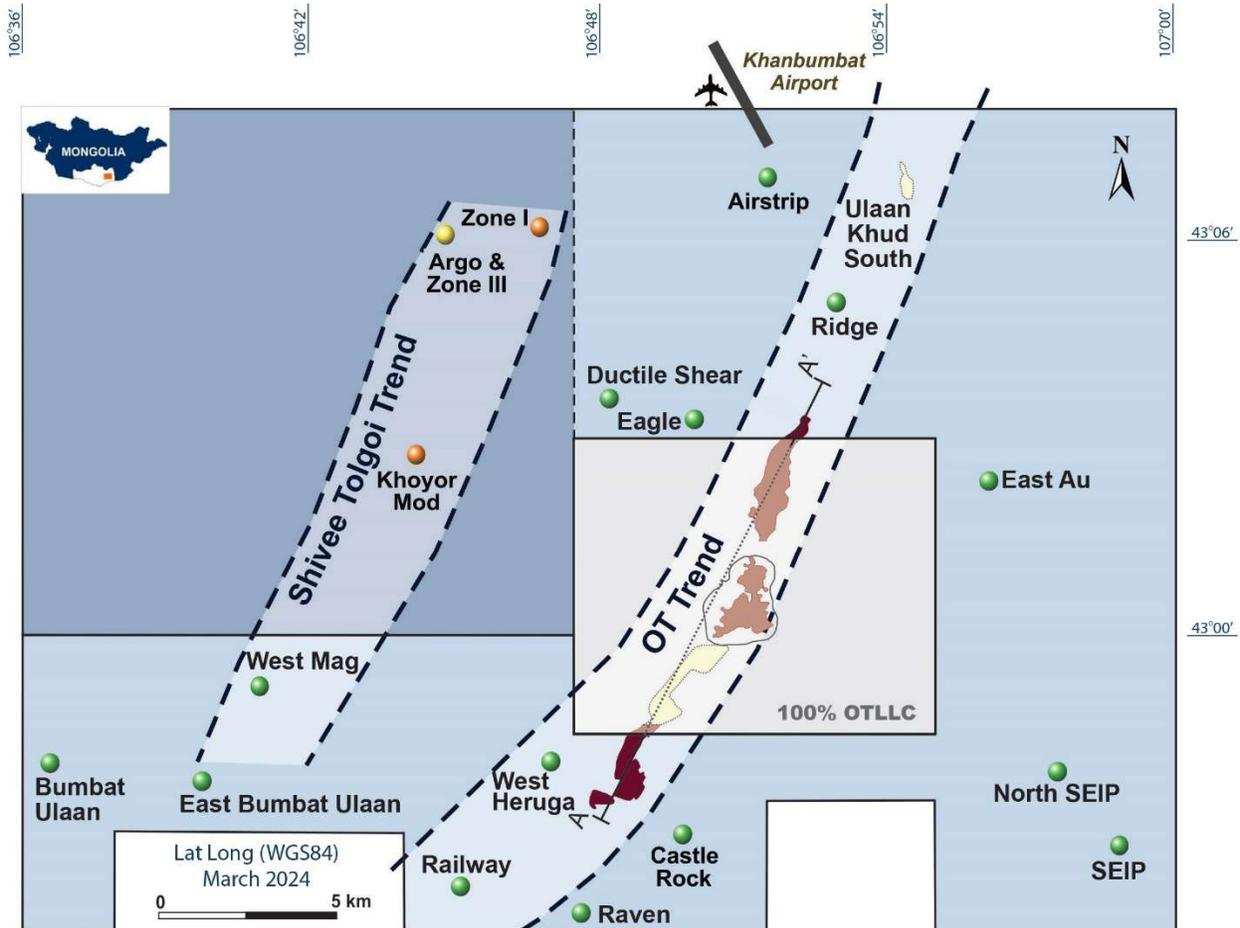 106°36'
106°42'
106°48'
106°54'
107°00'
Khanbumbat
Airport
MONGOLIA
N
Airstrip
Zone I
Ulaan
Khud
South
43°06'
Argo &
Zone III
Ridge
A'
Ductile Shear
Eagle
Shivee Tolgoi Trend
Khoyor
Mod
East Au
OT Trend
43°00'
West Mag
100% OTLLC
Bumbat
Ulaan
East Bumbat Ulaan
West
Heruga
A
North SEIP
Lat Long (WGS84)
March 2024
0
5 km
Railway
Castle
Rock
SEIP
Raven